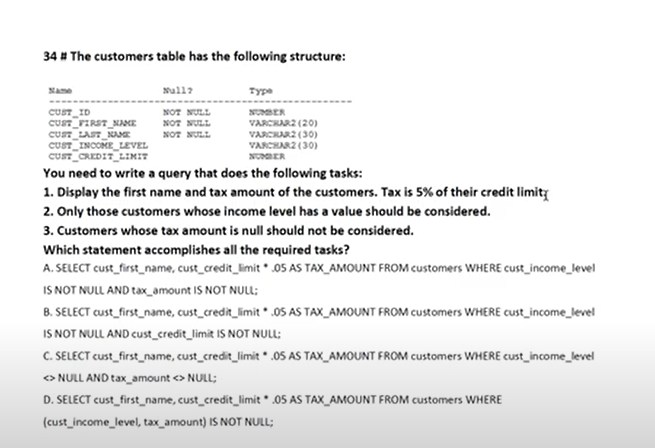 34 # The customers table has the following structure:
Name Null? Type
CUST_ID NOT NULL NUMBER
CUST_FIRST_NAME NOT NULL VARCHAR2(20)
CUST_LAST_NAME NOT NULL VARCHAR2(30)
CUST_INCOME_LEVEL VARCHAR2(30)
CUST_CREDIT_LIMIT NUMBER
You need to write a query that does the following tasks:
1. Display the first name and tax amount of the customers. Tax is 5% of their credit limit;
2. Only those customers whose income level has a value should be considered.
3. Customers whose tax amount is null should not be considered.
Which statement accomplishes all the required tasks?
A. SELECT cust_first_name, cust_credit_limit * .05 AS TAX_AMOUNT FROM customers WHERE cust_income_level
IS NOT NULL AND tax_amount IS NOT NULL;
B. SELECT cust_first_name, cust_credit_limit * .05 AS TAX_AMOUNT FROM customers WHERE cust_income_level
IS NOT NULL AND cust_credit_limit IS NOT NULL;
C. SELECT cust_first_name, cust_credit_limit * .05 AS TAX_AMOUNT FROM customers WHERE cust_income_level
<> NULL AND tax_amount <> NULL;
D. SELECT cust_first_name, cust_credit_limit * .05 AS TAX_AMOUNT FROM customers WHERE
(cust_income_level, tax_amount) IS NOT NULL;